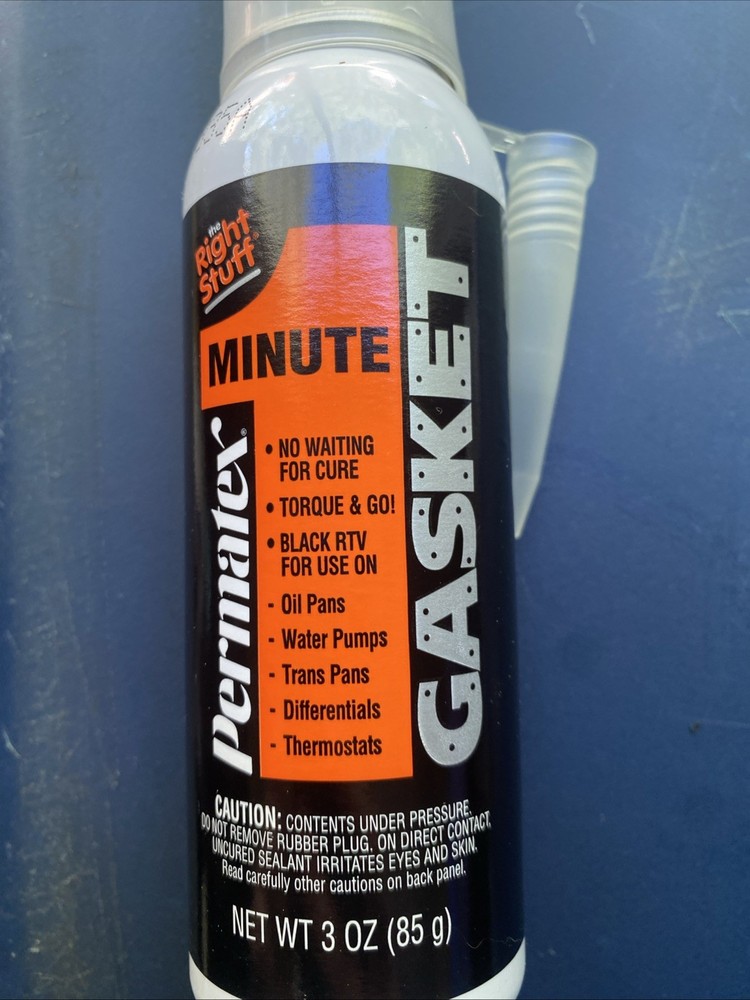 the
Right
Stuff®
1
MINUTE
GASKET
Permatex®
• NO WAITING
FOR CURE
• TORQUE & GO!
• BLACK RTV
FOR USE ON
- Oil Pans
- Water Pumps
- Trans Pans
- Differentials
- Thermostats
CAUTION: CONTENTS UNDER PRESSURE.
DO NOT REMOVE RUBBER PLUG. ON DIRECT CONTACT,
UNCURED SEALANT IRRITATES EYES AND SKIN.
Read carefully other cautions on back panel.
NET WT 3 OZ (85 g)